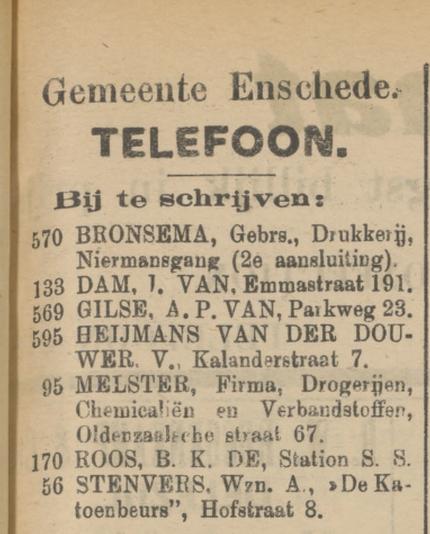 Gemeente Enschede.
TELEFOON.
Bij te schrijven:
570 BRONSEMA, Gebrs., Drukkerij,
Niermansgang (2e aansluiting).
133 DAM, J. VAN, Emmastraat 191.
569 GILSE, A. P. VAN, Parkweg 23.
595 HEIJMANS VAN DER DOU-
WER. V., Kalanderstraat 7.
95 MELSTER, Firma, Drogerijen,
Chemicaliën en Verbandstoffen,
Oldenzaalsche straat 67.
170 ROOS, B. K. DE, Station S. S.
56 STENVERS, Wzn. A., »De Ka-
toenbeurs”, Hofstraat 8.